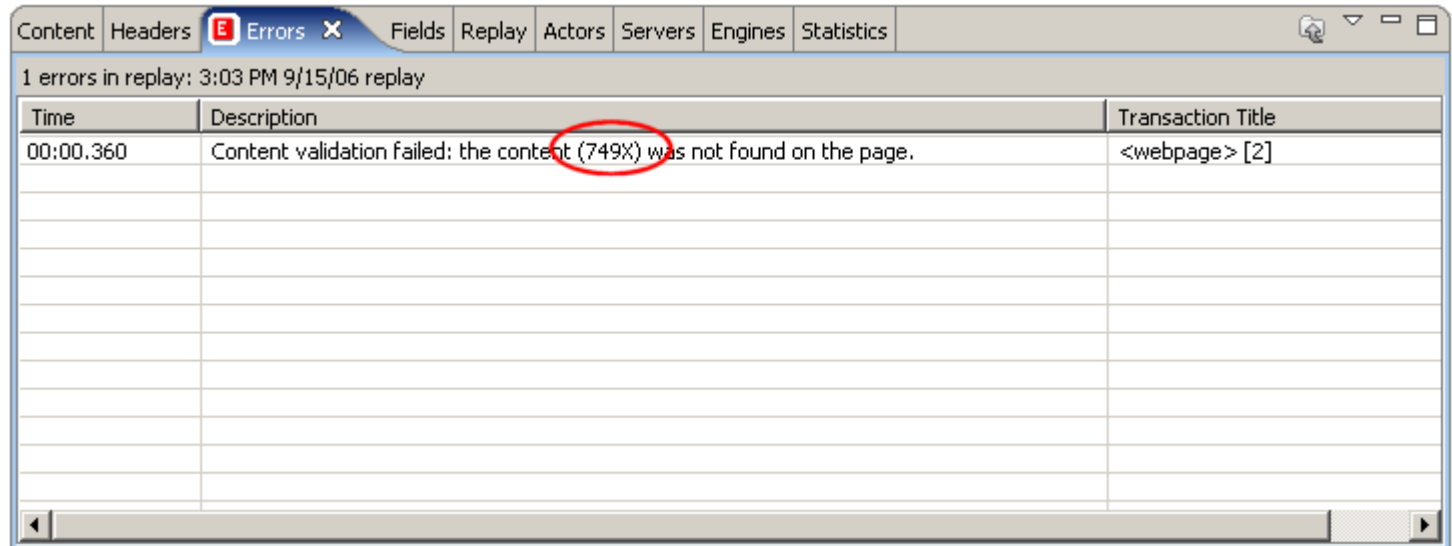 Content Headers E Errors Fields Replay Actors Servers Engines Statistics
1 errors in replay: 3:03 PM 9/15/06 replay
Time Description Transaction Title
00:00.360 Content validation failed: the content (749X) was not found on the page. <webpage> [2]